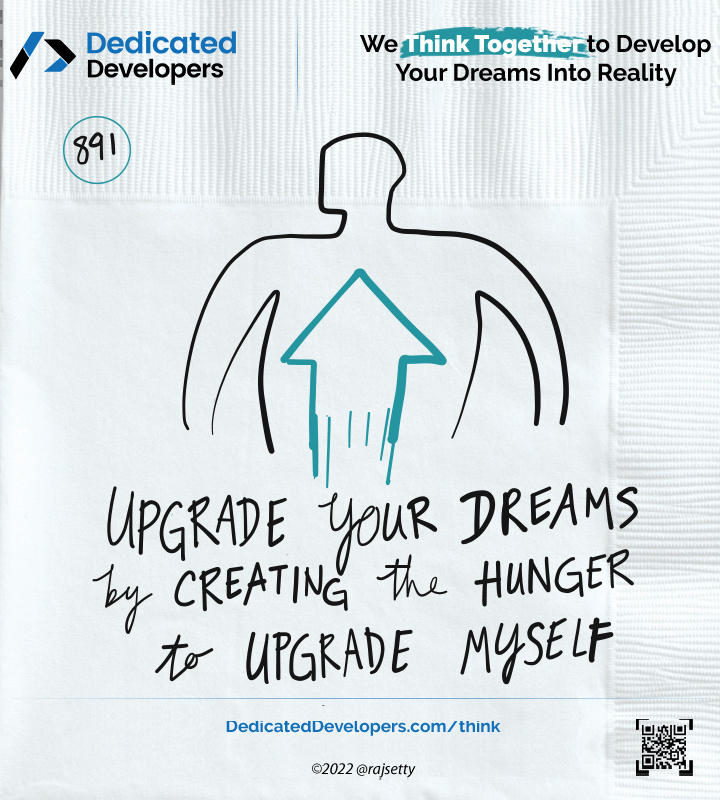 Dedicated
Developers
We Think Together to Develop
Your Dreams Into Reality
891
UPGRADE YOUR DREAMS
by CREATING the HUNGER
to UPGRADE MYSELF
DedicatedDevelopers.com/think
©2022 @rajsetty